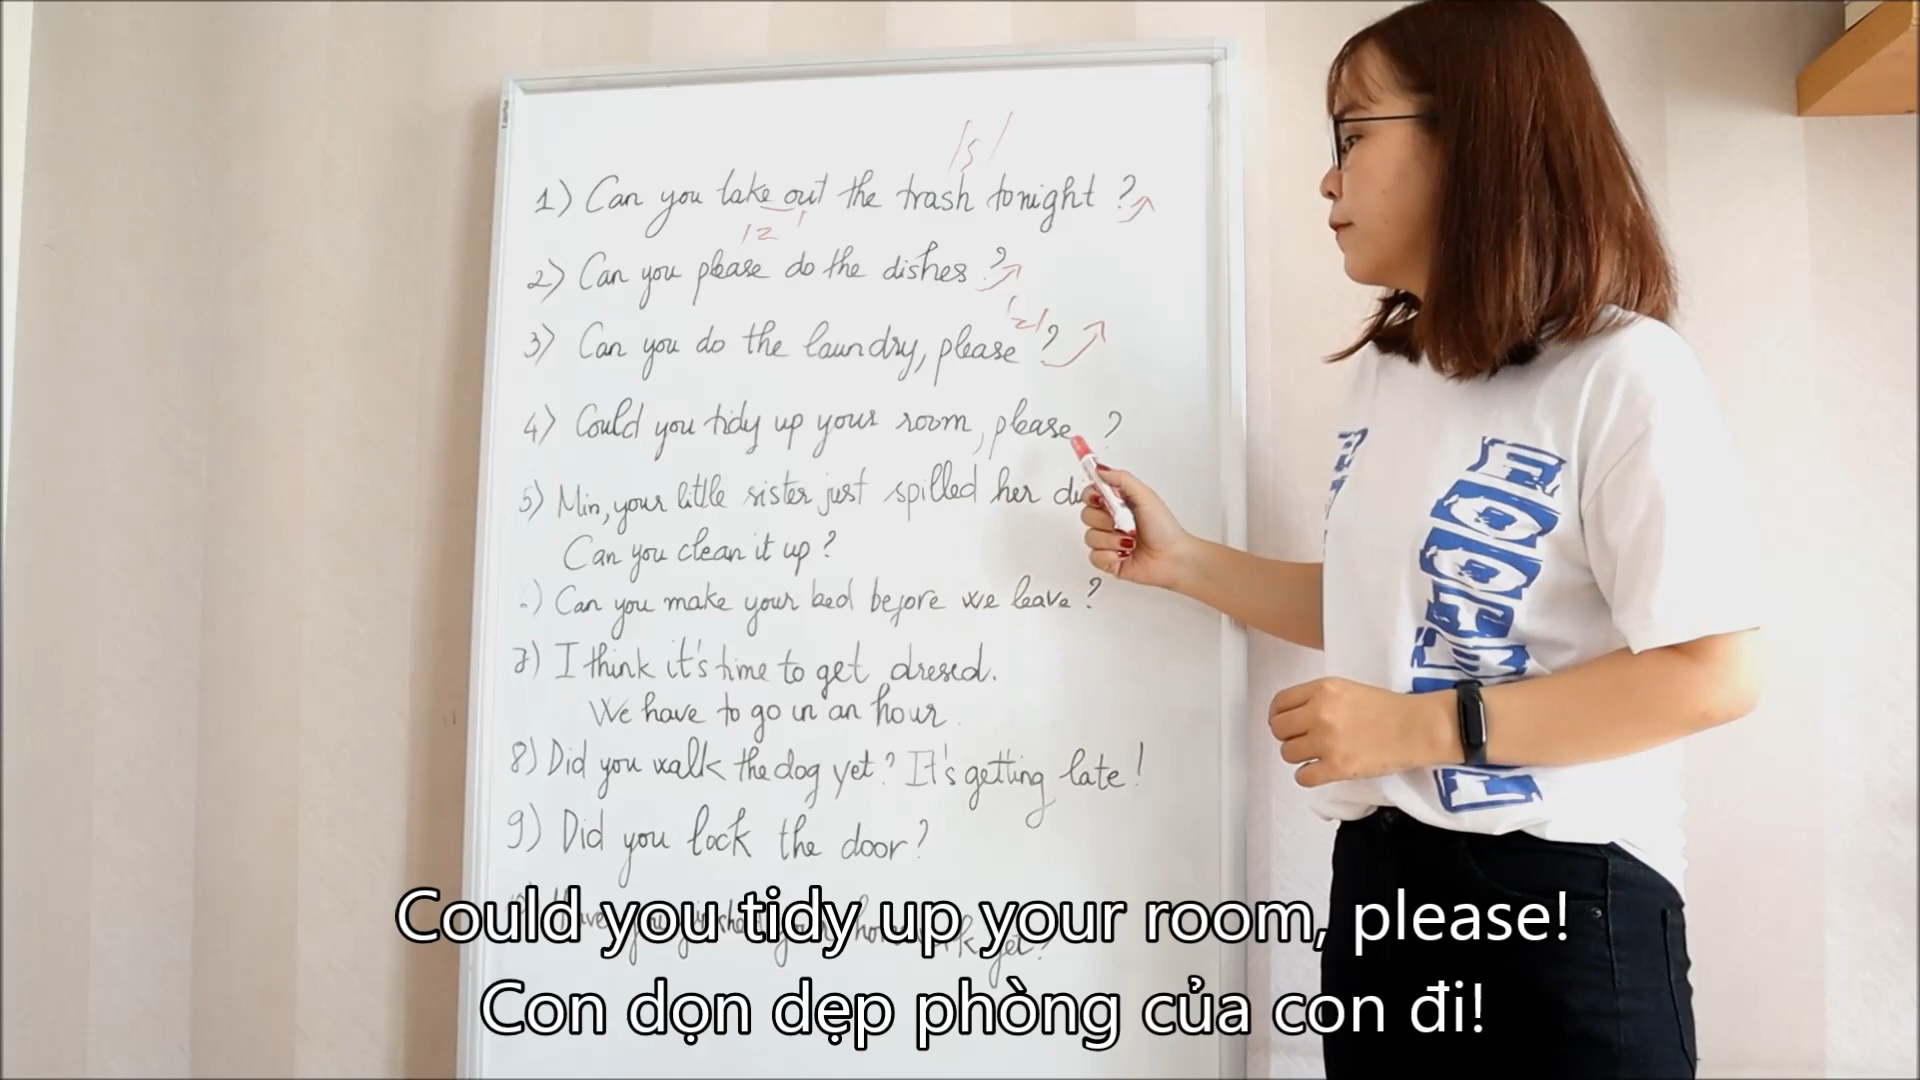 /ʃ/
1) Can you take out the trash tonight ?
/z
2) Can you please do the dishes ?
/z/
3) Can you do the laundry, please ?
4) Could you tidy up your room, please ?
5) Min, your little sister just spilled her
Can you clean it up ?
) Can you make your bed before we leave ?
7) I think it's time to get dressed.
We have to go in an hour.
8) Did you walk the dog yet ? It's getting late !
9) Did you lock the door ?
yet ?
Could you tidy up your room, please!
Con dọn dẹp phòng của con đi!